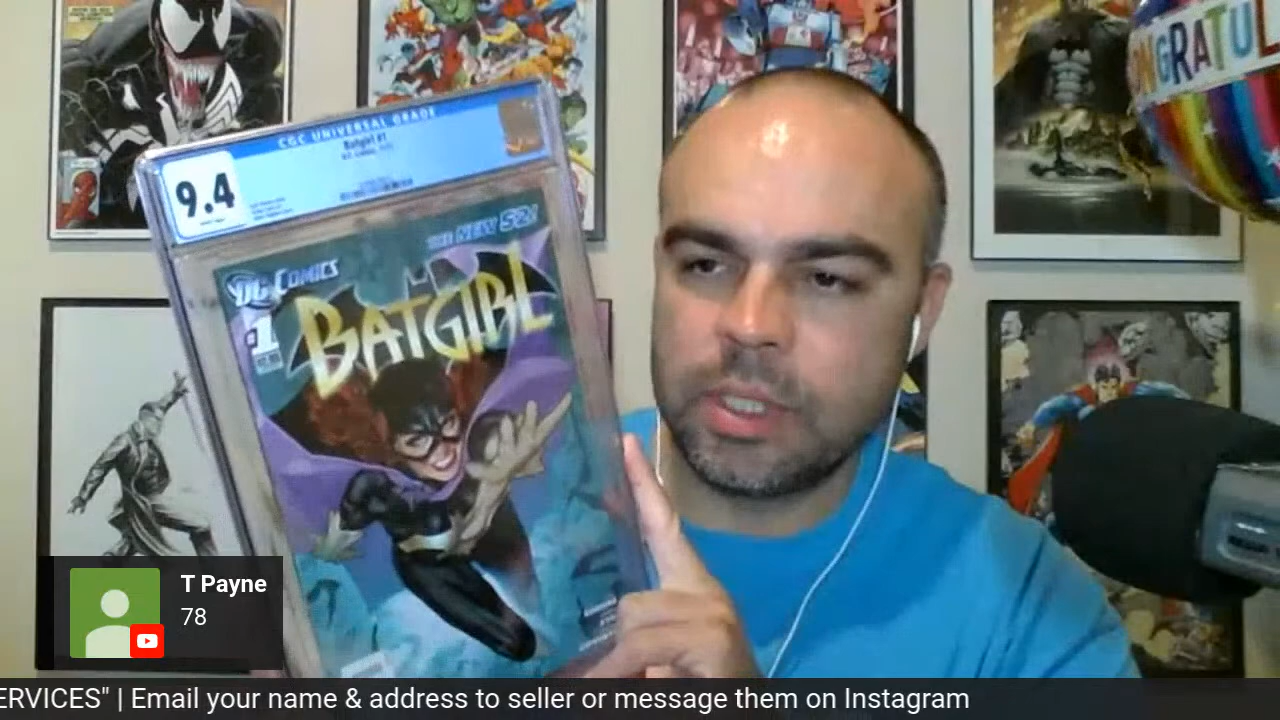 ONGRATUL
CGC UNIVERSAL GRADE
Batgirl #1
9.4
THE NEW 52!
DC COMICS
#1
BATGIRL
T Payne
78
ERVICES" | Email your name & address to seller or message them on Instagram